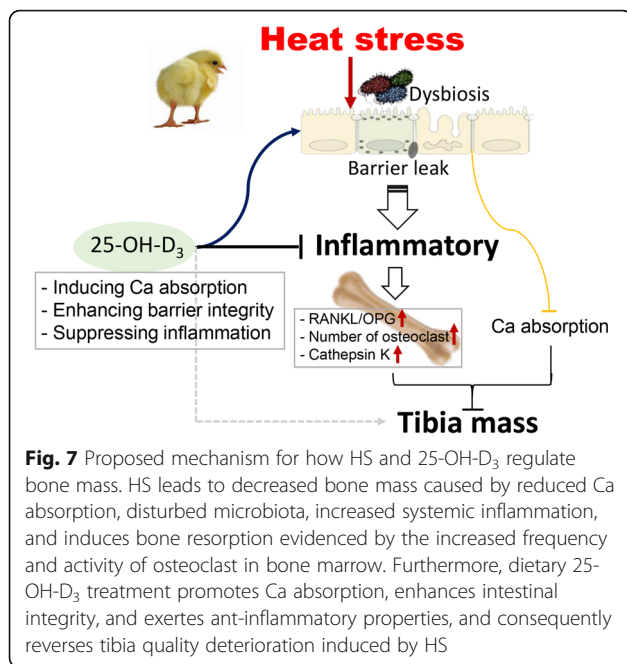 Heat stress
Dysbiosis
Barrier leak
25-OH-D₃
Inflammatory
- Inducing Ca absorption
- Enhancing barrier integrity
- Suppressing inflammation
- RANKL/OPG
- Number of osteoclast
- Cathepsin K
Ca absorption
Tibia mass
Fig. 7 Proposed mechanism for how HS and 25-OH-D₃ regulate
bone mass. HS leads to decreased bone mass caused by reduced Ca
absorption, disturbed microbiota, increased systemic inflammation,
and induces bone resorption evidenced by the increased frequency
and activity of osteoclast in bone marrow. Furthermore, dietary 25-
OH-D₃ treatment promotes Ca absorption, enhances intestinal
integrity, and exertes ant-inflammatory properties, and consequently
reverses tibia quality deterioration induced by HS